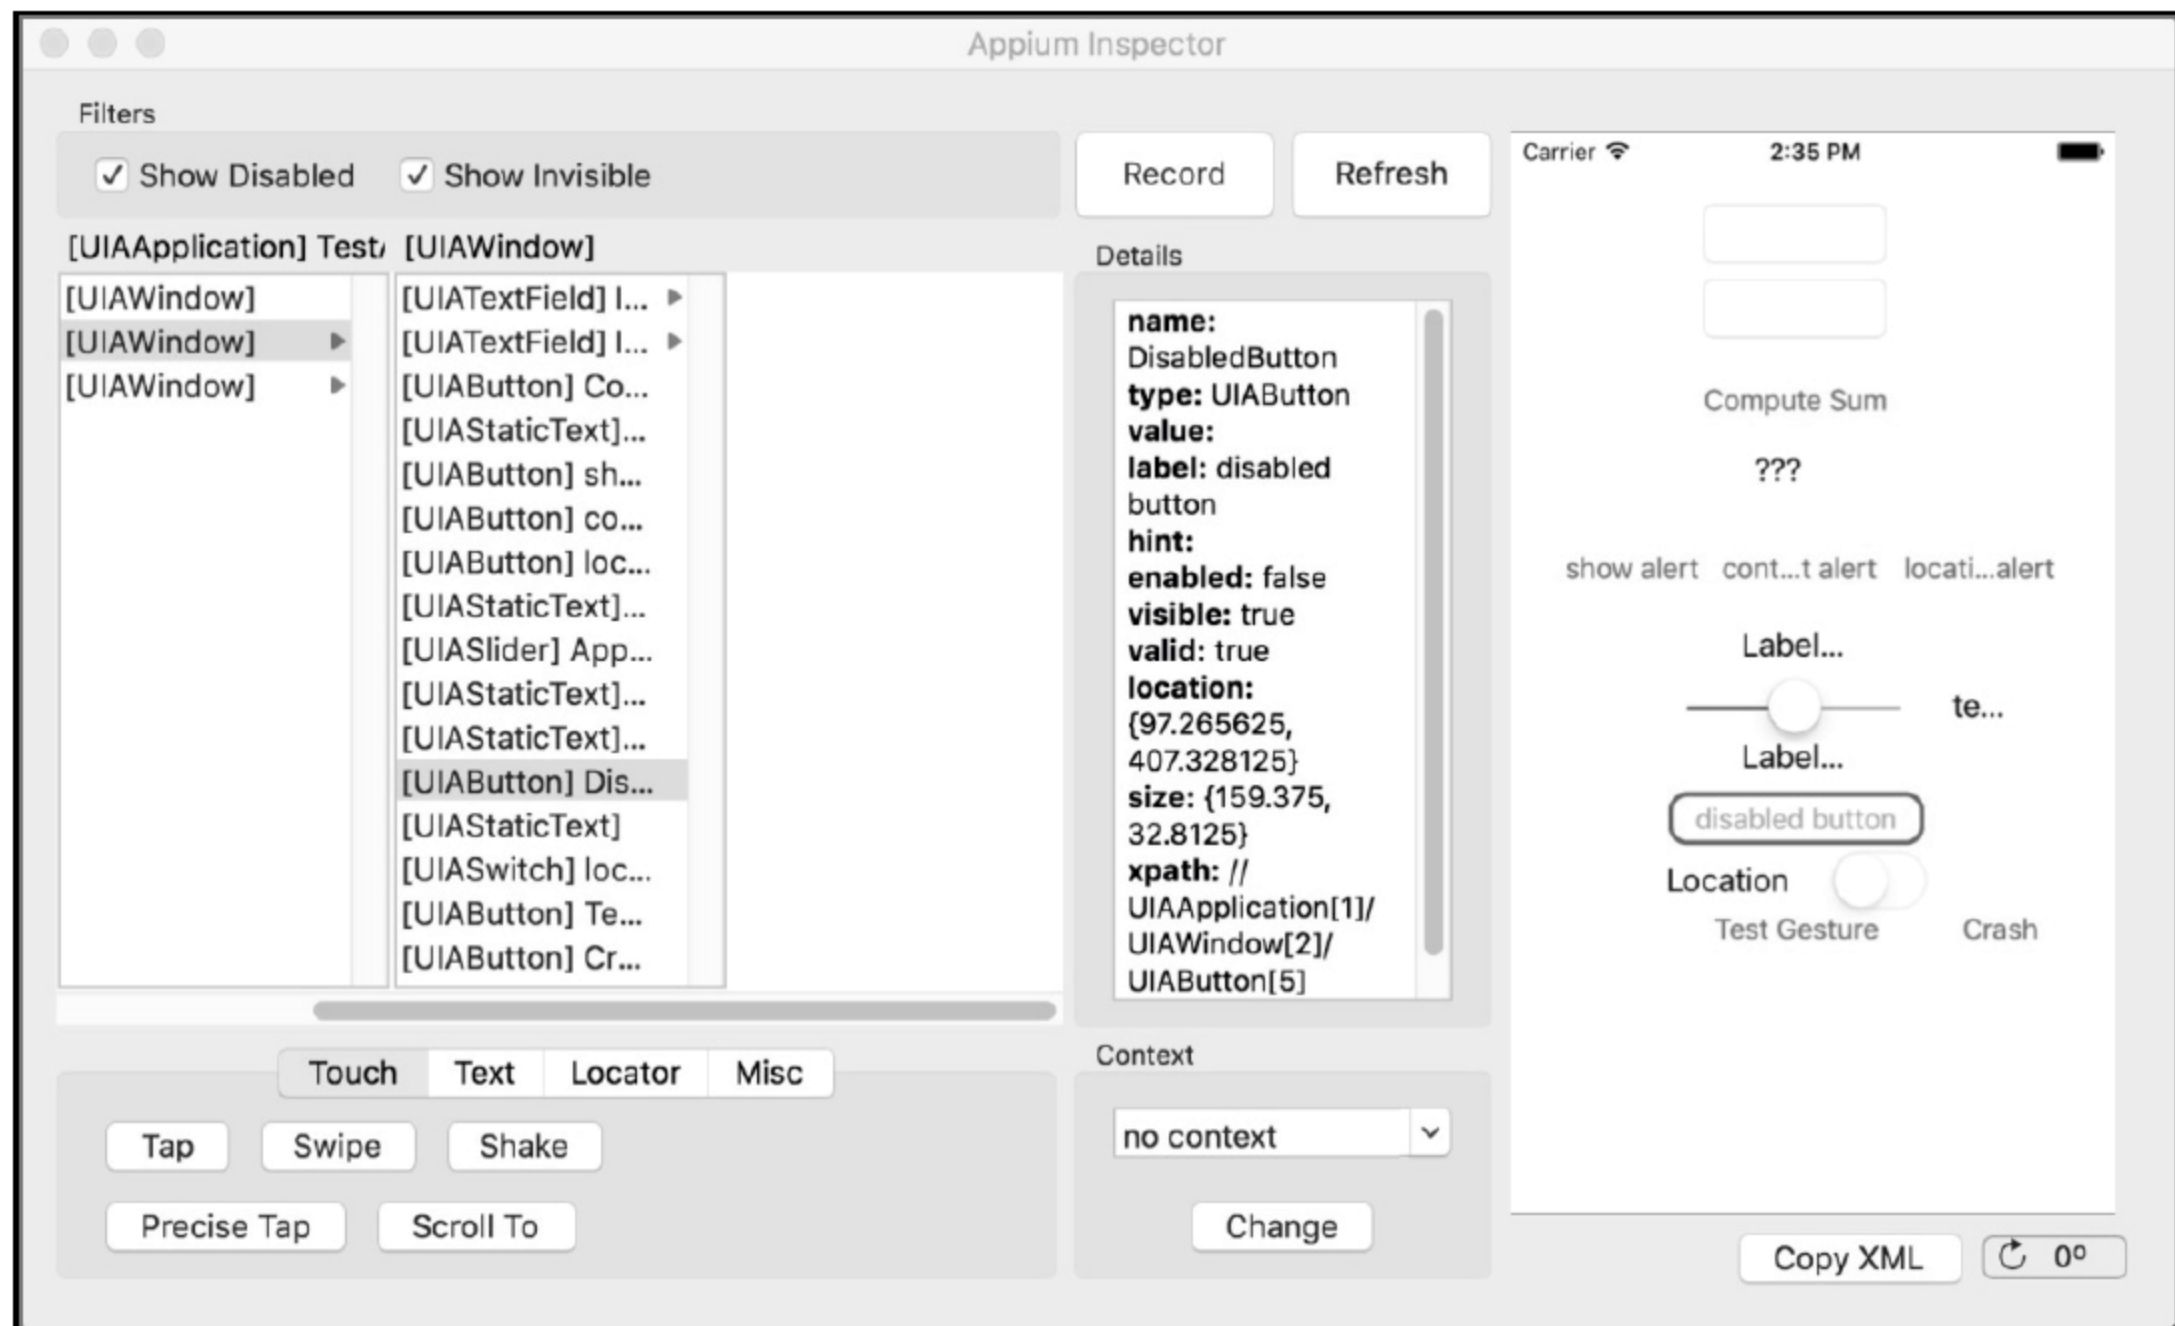 Appium Inspector
Filters
Show Disabled
Show Invisible
Record
Refresh
[UIAApplication] Test
[UIAWindow]
[UIAWindow]
[UIAWindow]
[UIAWindow]
[UIATextField] I...
[UIATextField] I...
[UIAButton] Co...
[UIAStaticText]...
[UIAButton] sh...
[UIAButton] co...
[UIAButton] loc...
[UIAStaticText]...
[UIASlider] App...
[UIAStaticText]...
[UIAStaticText]...
[UIAButton] Dis...
[UIAStaticText]
[UIASwitch] loc...
[UIAButton] Te...
[UIAButton] Cr...
Touch
Text
Locator
Misc
Tap
Swipe
Shake
Precise Tap
Scroll To
Details
name:
DisabledButton
type: UIAButton
value:
label: disabled
button
hint:
enabled: false
visible: true
valid: true
location:
{97.265625,
407.328125}
size: {159.375,
32.8125}
xpath: //
UIAApplication[1]/
UIAWindow[2]/
UIAButton[5]
Context
no context
Change
Carrier
2:35 PM
Compute Sum
???
show alert
cont...t alert
locati...alert
Label...
te...
Label...
disabled button
Location
Test Gesture
Crash
Copy XML
0º